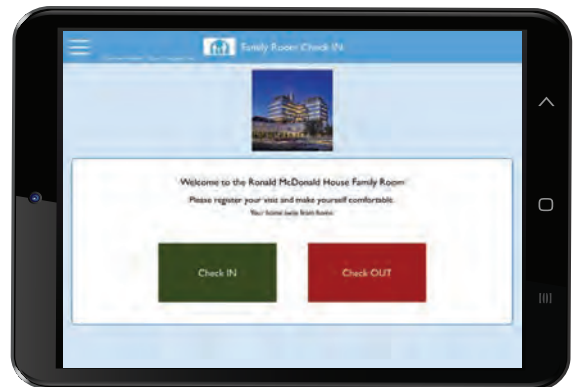 Family Room Check IN
Welcome to the Ronald McDonald House Family Room
Please register your visit and make yourself comfortable.
Your home away from home
Check IN
Check OUT